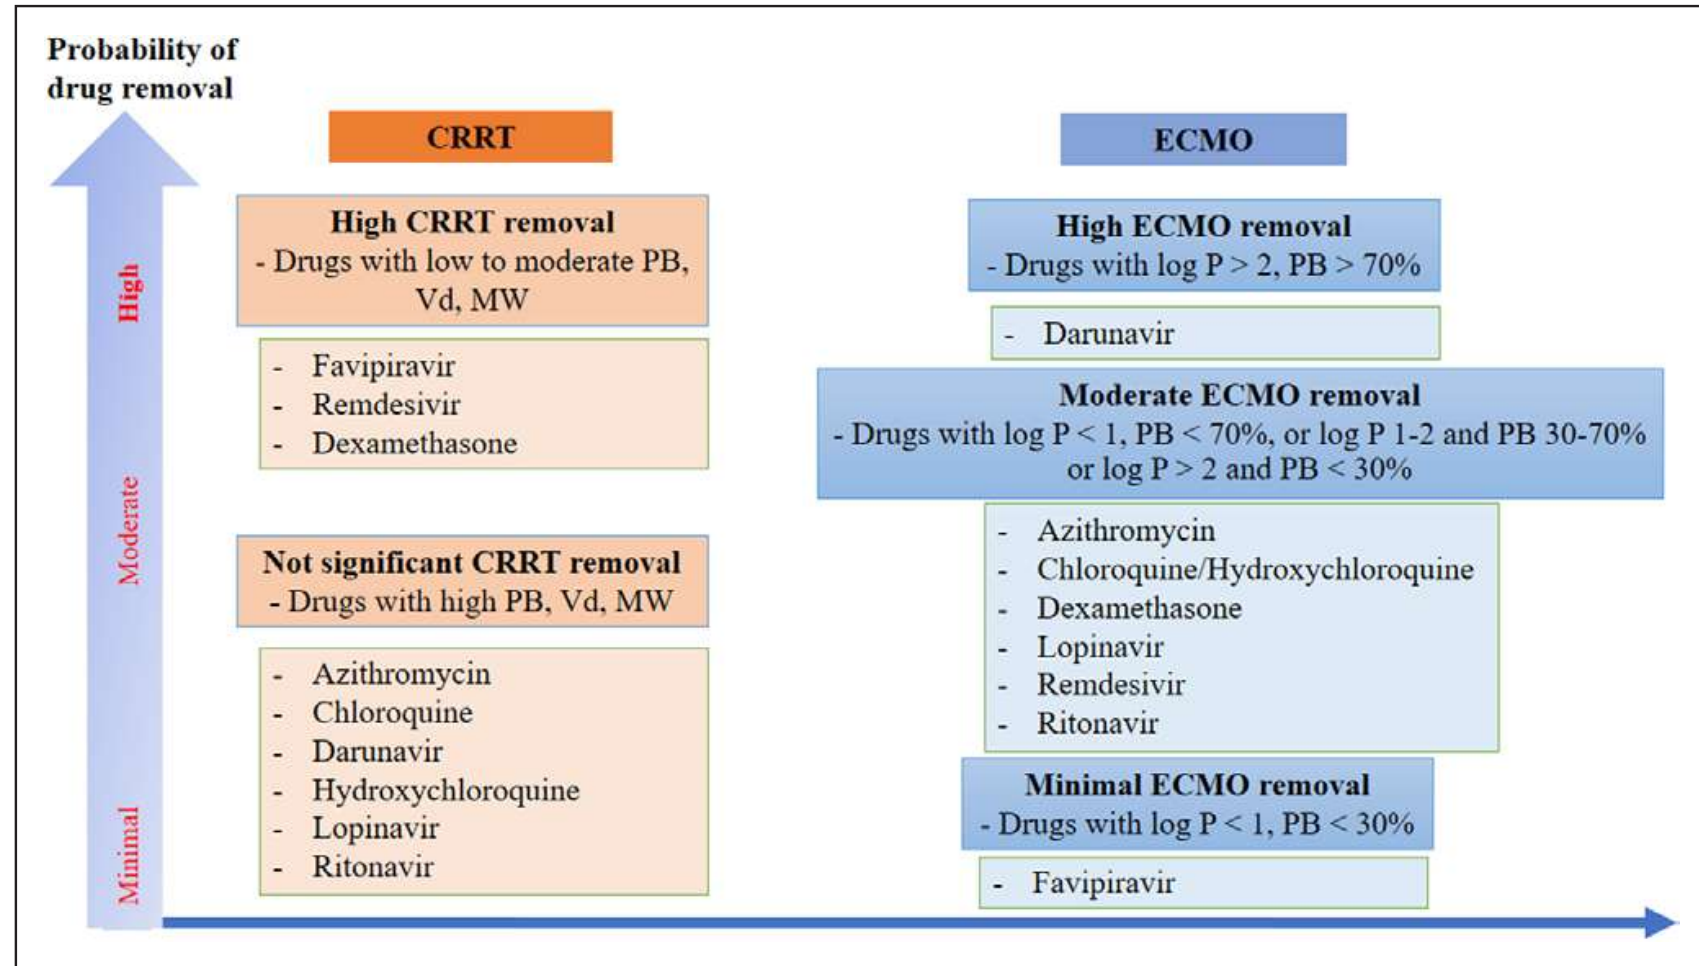 Probability of
drug removal
High
Moderate
Minimal
CRRT
High CRRT removal
- Drugs with low to moderate PB,
Vd, MW
- Favipiravir
- Remdesivir
- Dexamethasone
Not significant CRRT removal
- Drugs with high PB, Vd, MW
- Azithromycin
- Chloroquine
- Darunavir
- Hydroxychloroquine
- Lopinavir
- Ritonavir
ECMO
High ECMO removal
- Drugs with log P > 2, PB > 70%
- Darunavir
Moderate ECMO removal
- Drugs with log P < 1, PB < 70%, or log P 1-2 and PB 30-70%
or log P > 2 and PB < 30%
- Azithromycin
- Chloroquine/Hydroxychloroquine
- Dexamethasone
- Lopinavir
- Remdesivir
- Ritonavir
Minimal ECMO removal
- Drugs with log P < 1, PB < 30%
- Favipiravir